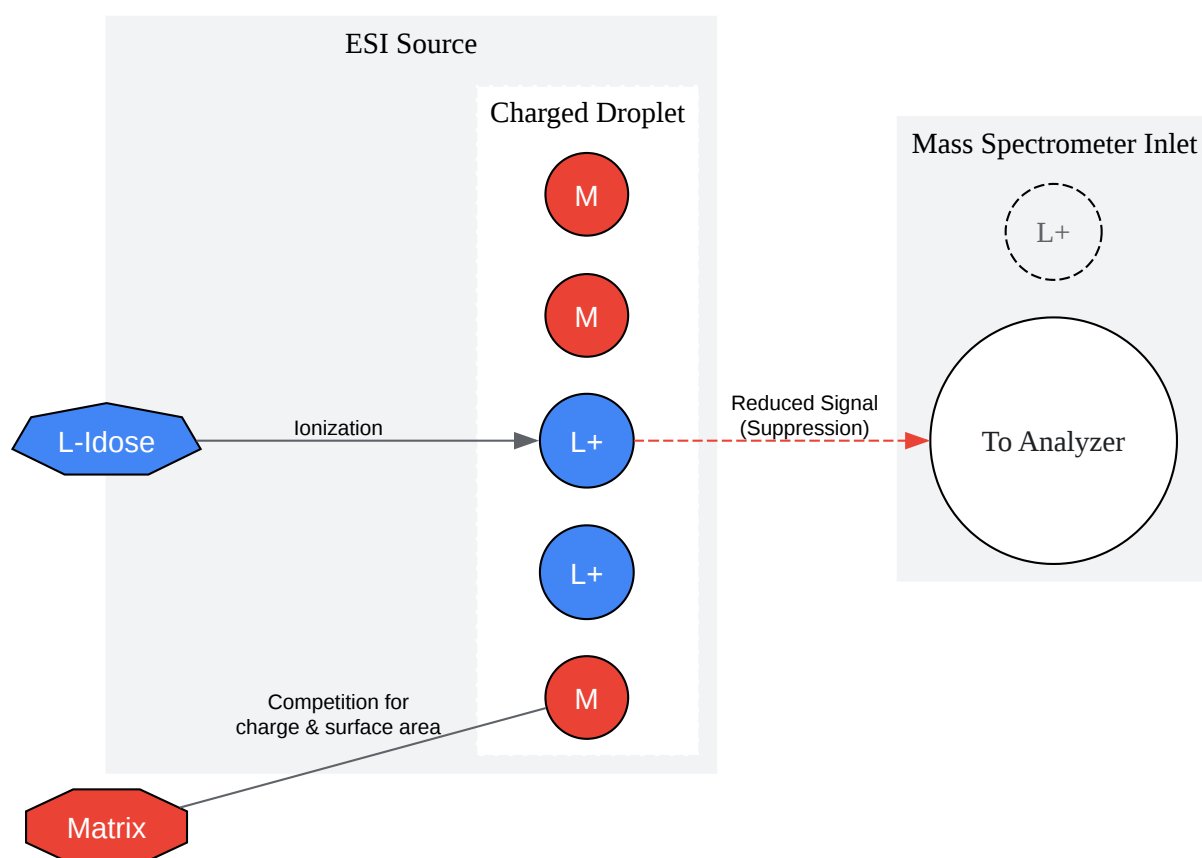 ESI Source
Charged Droplet
Mass Spectrometer Inlet
M
L+
M
L-Idose
Ionization
L+
Reduced Signal
(Suppression)
To Analyzer
L+
M
Competition for
charge & surface area
Matrix